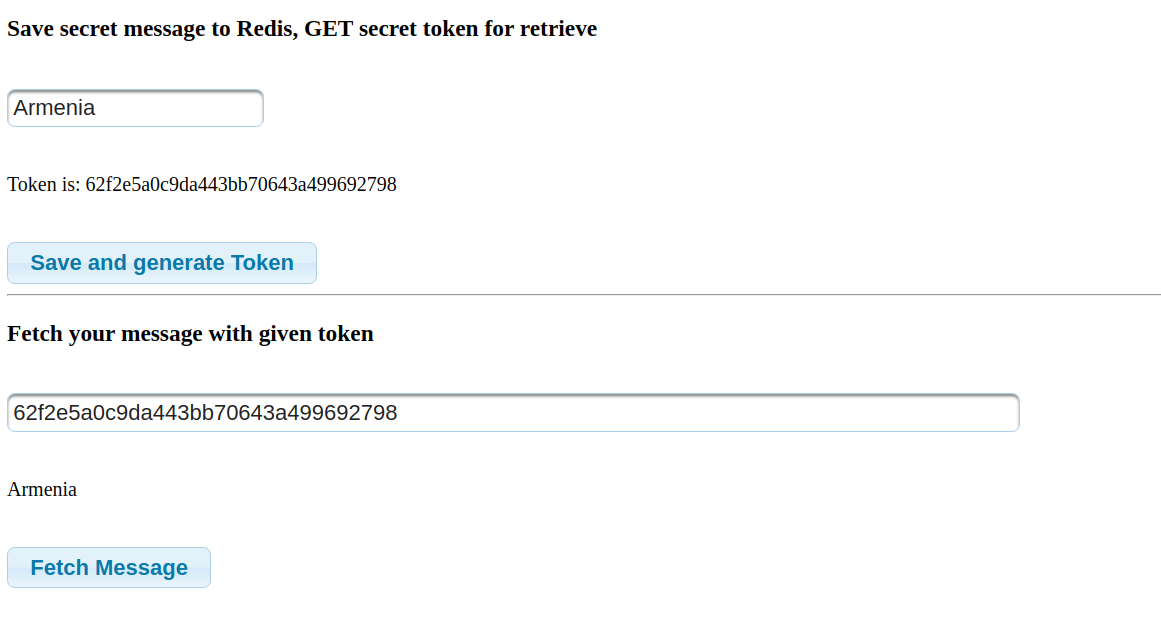 Save secret message to Redis, GET secret token for retrieve
Armenia
Token is: 62f2e5a0c9da443bb70643a499692798
Save and generate Token
Fetch your message with given token
62f2e5a0c9da443bb70643a499692798
Armenia
Fetch Message